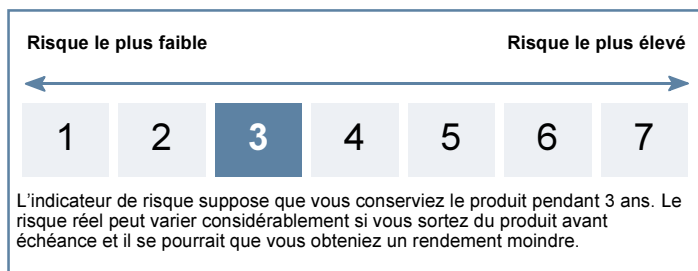 Risque le plus faible Risque le plus élevé
1 2 3 4 5 6 7
L'indicateur de risque suppose que vous conserviez le produit pendant 3 ans. Le
risque réel peut varier considérablement si vous sortez du produit avant
échéance et il se pourrait que vous obteniez un rendement moindre.